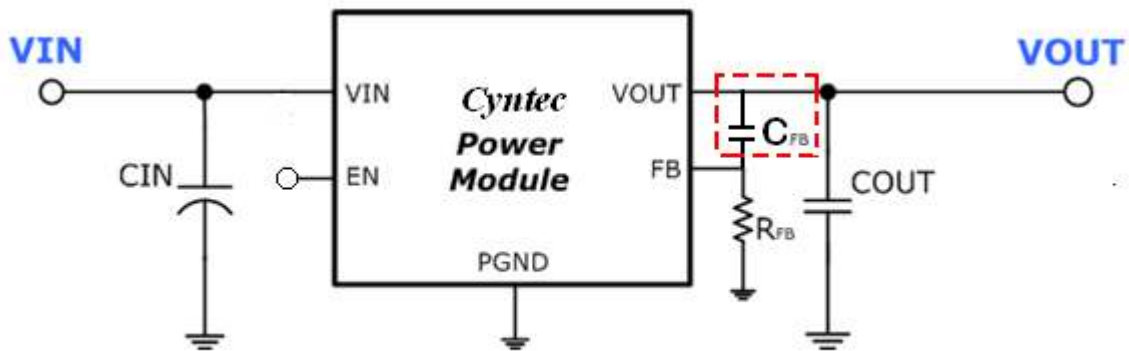 VIN
VOUT
VIN
Cyntec
VOUT
Power
CFB
Module
CIN
EN
FB
COUT
RFB
PGND